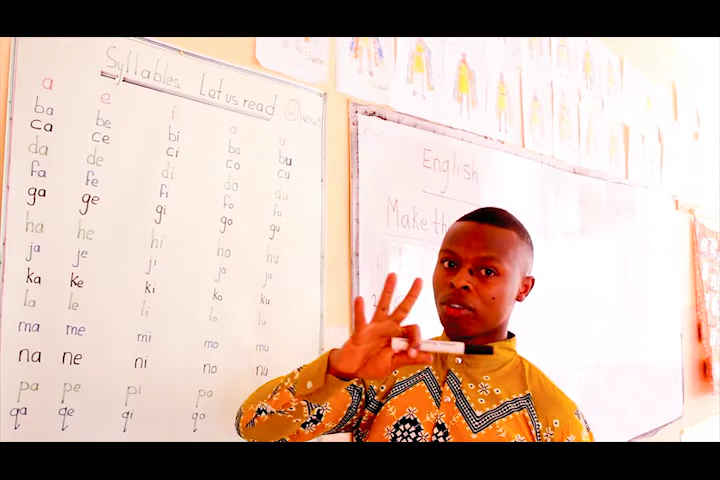 Syllables. Let us read wow!!
a e i o u
ba be bi bo bu
ca ce ci co cu
da de di do du
fa fe fi fo fu
ga ge gi go gu
ha he hi ho hu
ja je ji jo ju
ka ke ki ko ku
la le li lo lu
ma me mi mo mu
na ne ni no nu
pa pe pi po
qa qe qi qo
English
Make